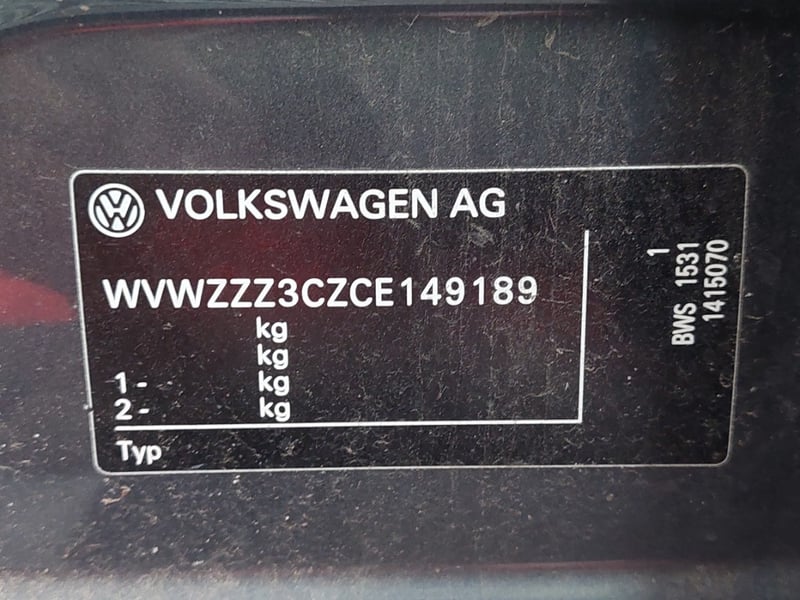 VOLKSWAGEN AG
WVWZZZ3CZCE149189
kg
kg
1- kg
2- kg
Typ
1
BWS 1531
1415070